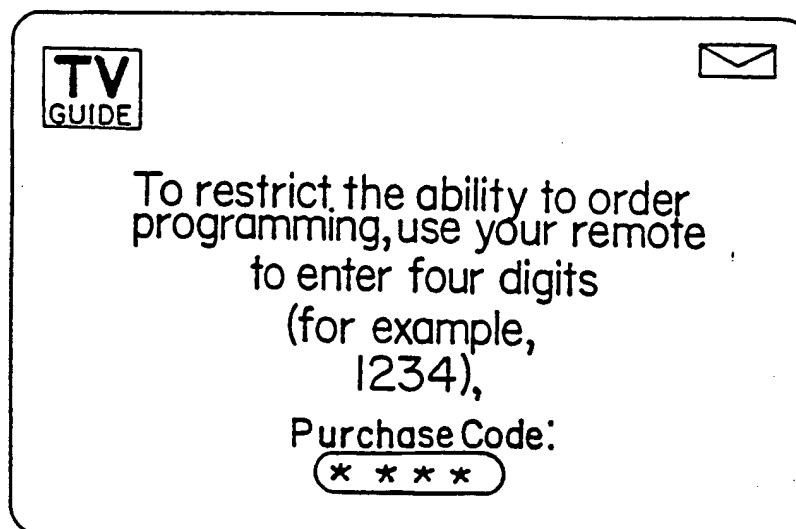 TV
GUIDE
To restrict the ability to order
programming, use your remote
to enter four digits
(for example,
1234),
Purchase Code:
* * * *